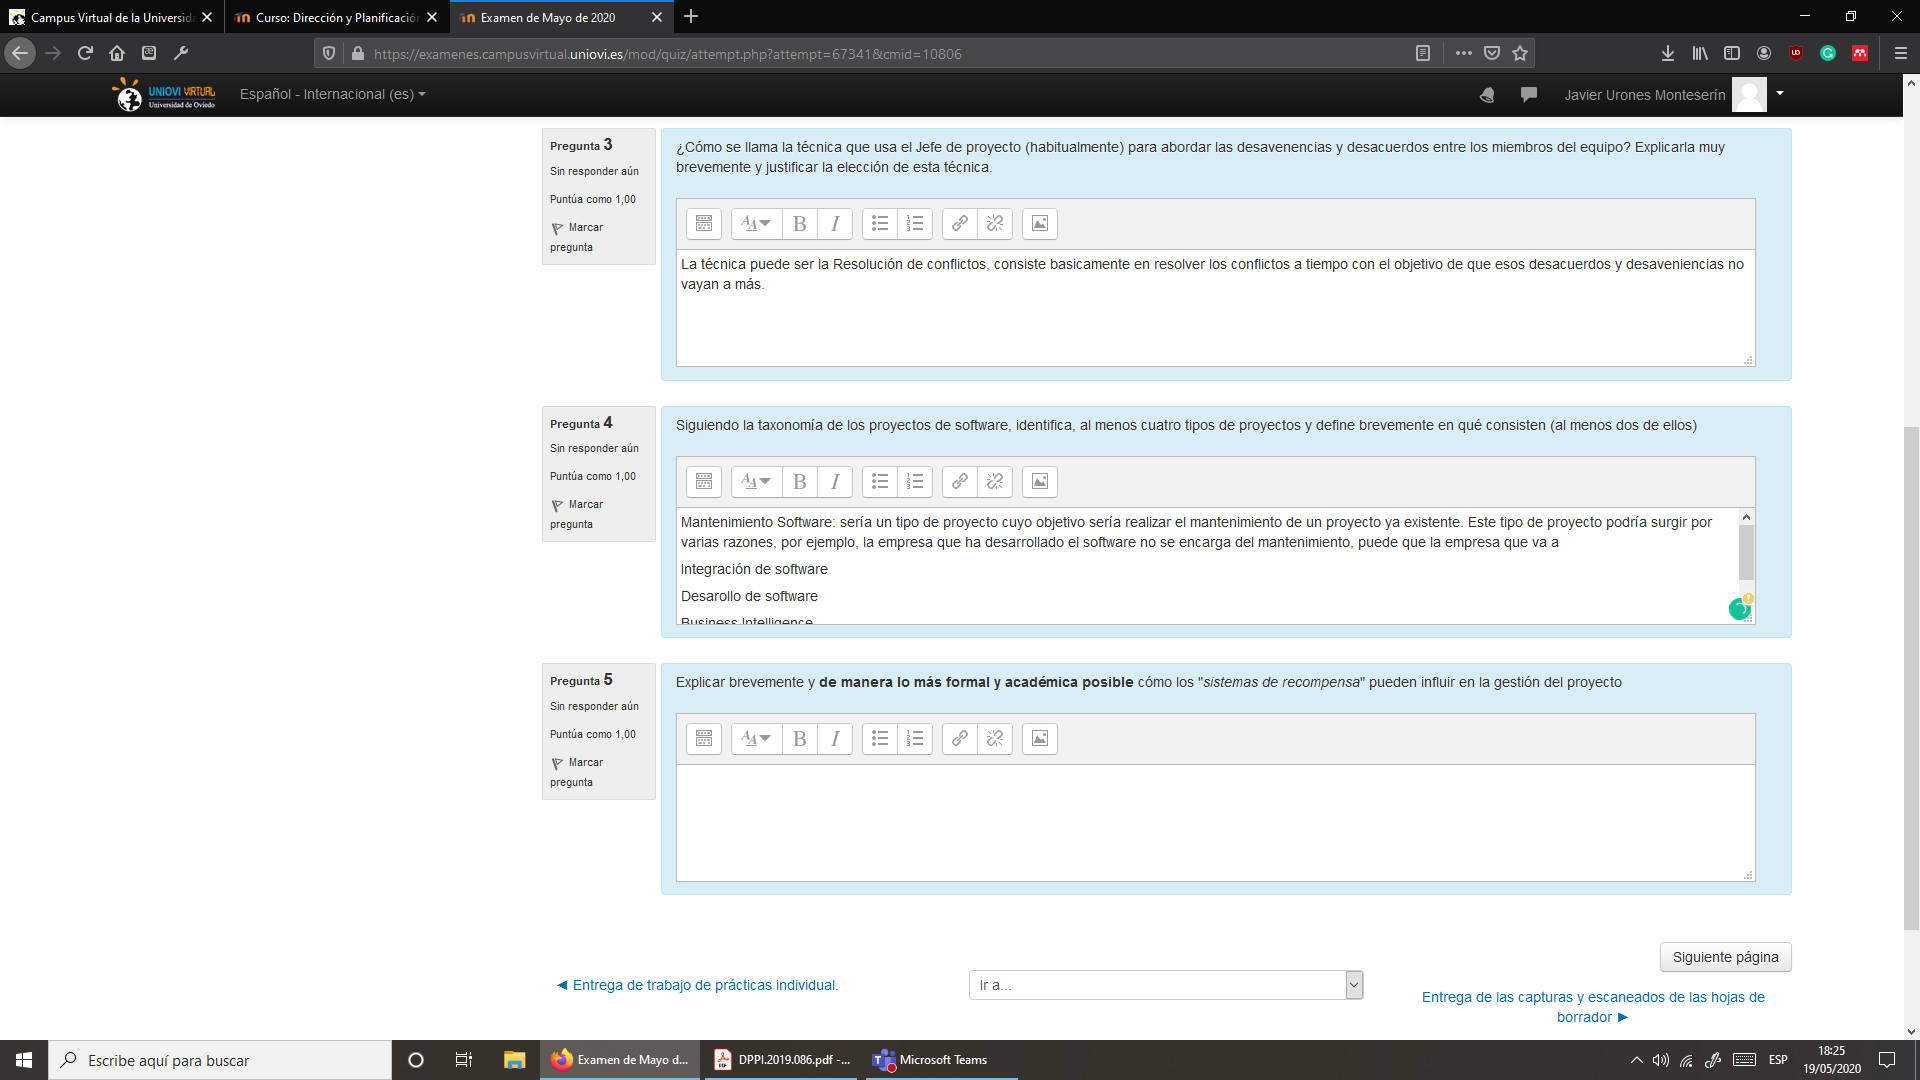 Campus Virtual de la Universida
Curso: Dirección y Planificación
Examen de Mayo de 2020
https://examenes.campusvirtual.uniovi.es/mod/quiz/attempt.php?attempt=67341&cmid=10806
UNIOVI VIRTUAL
Universidad de Oviedo
Español - Internacional (es)
Javier Urones Monteserín
Pregunta 3
Sin responder aún
Puntúa como 1,00
Marcar
pregunta
¿Cómo se llama la técnica que usa el Jefe de proyecto (habitualmente) para abordar las desavenencias y desacuerdos entre los miembros del equipo? Explicarla muy
brevemente y justificar la elección de esta técnica.
La técnica puede ser la Resolución de conflictos, consiste basicamente en resolver los conflictos a tiempo con el objetivo de que esos desacuerdos y desaveniencias no
vayan a más.
Pregunta 4
Sin responder aún
Puntúa como 1,00
Marcar
pregunta
Siguiendo la taxonomía de los proyectos de software, identifica, al menos cuatro tipos de proyectos y define brevemente en qué consisten (al menos dos de ellos)
Mantenimiento Software: sería un tipo de proyecto cuyo objetivo sería realizar el mantenimiento de un proyecto ya existente. Este tipo de proyecto podría surgir por
varias razones, por ejemplo, la empresa que ha desarrollado el software no se encarga del mantenimiento, puede que la empresa que va a
Integración de software
Desarollo de software
Business Intelligence
Pregunta 5
Sin responder aún
Puntúa como 1,00
Marcar
pregunta
Explicar brevemente y de manera lo más formal y académica posible cómo los "sistemas de recompensa" pueden influir en la gestión del proyecto
Siguiente página
◄ Entrega de trabajo de prácticas individual.
Ir a...
Entrega de las capturas y escaneados de las hojas de
borrador ►
Escribe aquí para buscar
Examen de Mayo d...
DPPI.2019.086.pdf -...
Microsoft Teams
ESP
18:25
19/05/2020